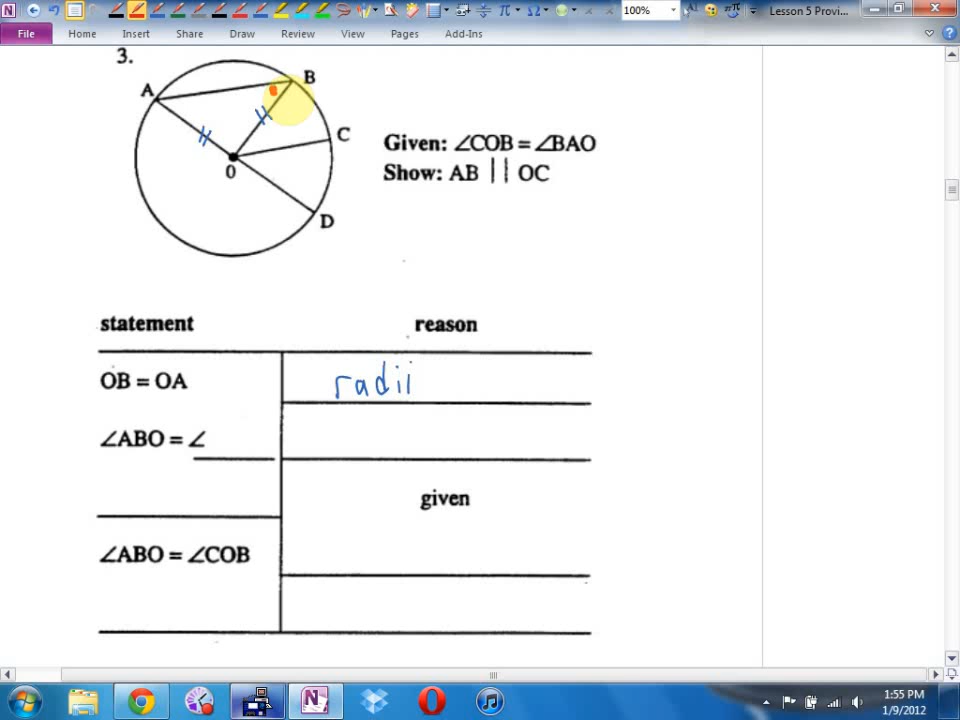 100%
Lesson 5 Provi...
File Home Insert Share Draw Review View Pages Add-Ins
3.
A
B
C
O
D
Given: ∠COB = ∠BAO
Show: AB || OC
statement reason
OB = OA radii
∠ABO = ∠
given
∠ABO = ∠COB
1:55 PM
1/9/2012